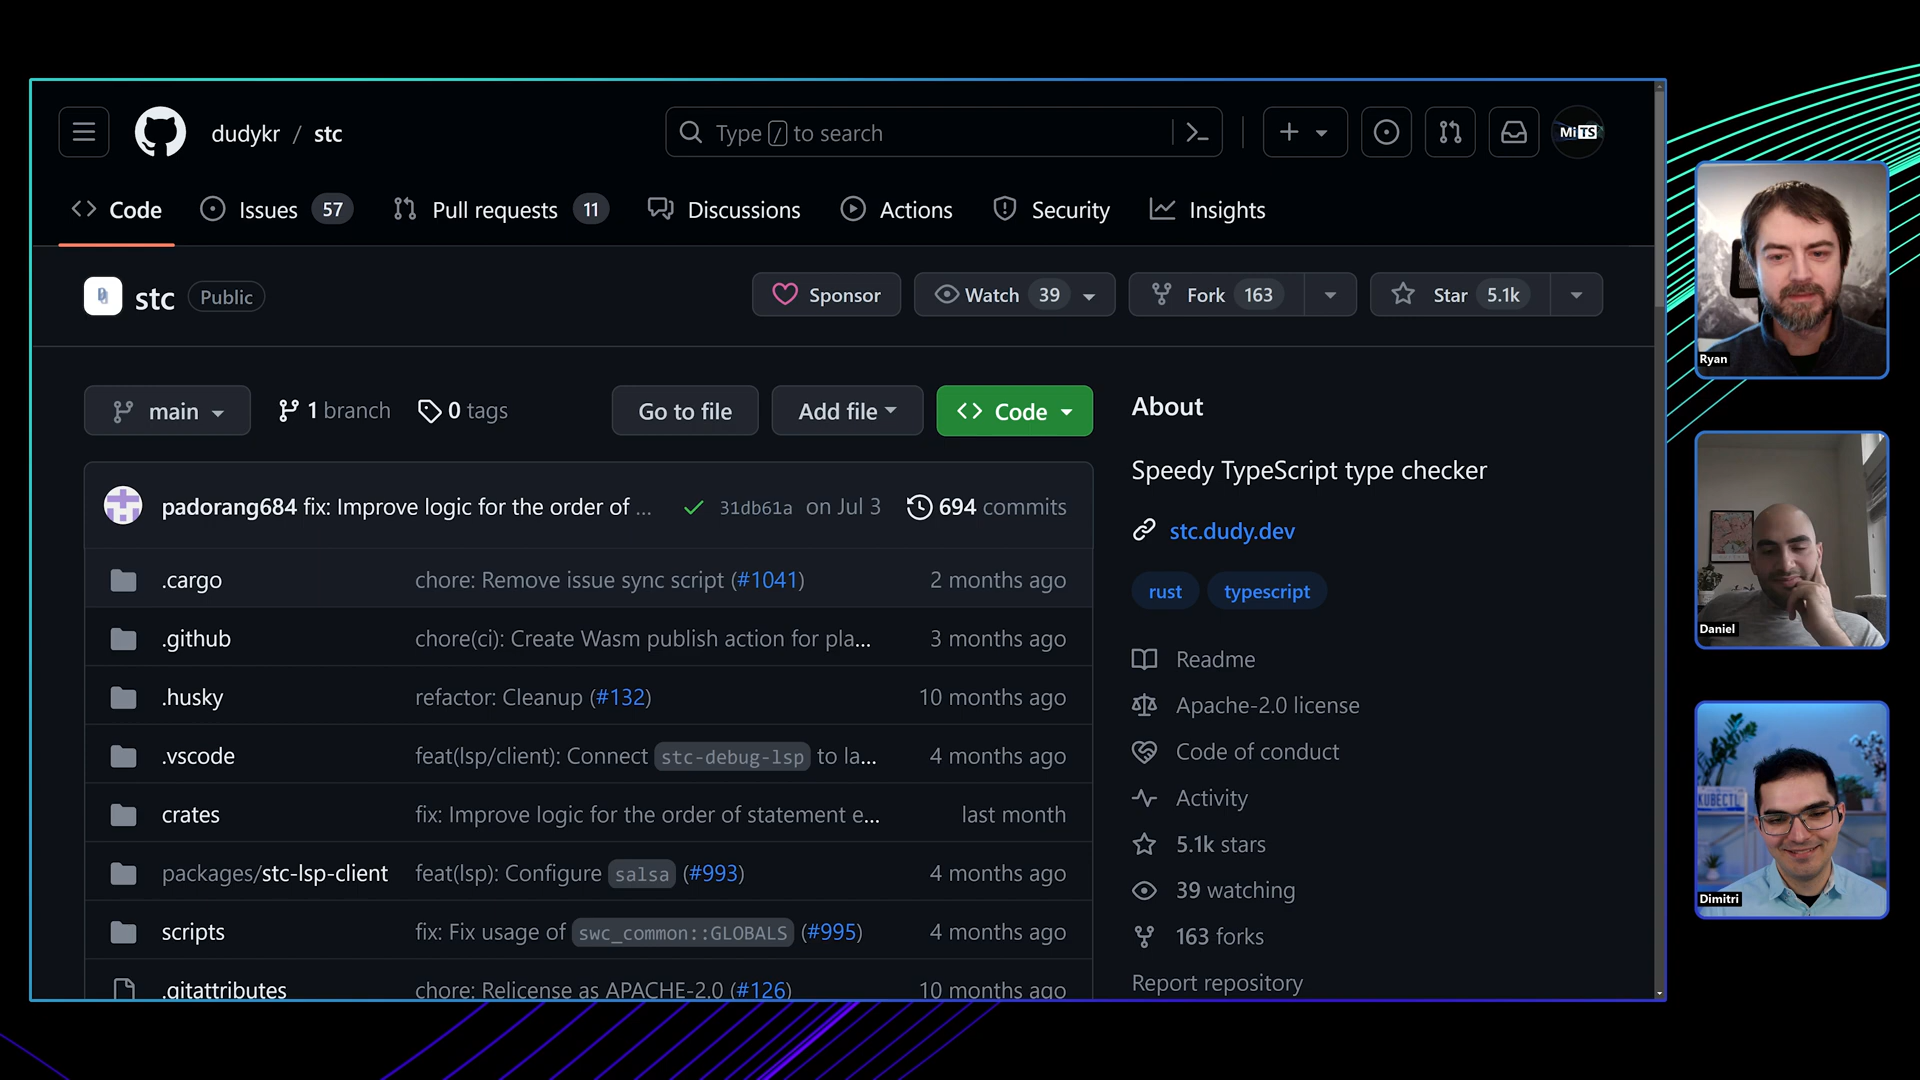 dudykr / stc
Type / to search
MiTS
Code
Issues 57
Pull requests 11
Discussions
Actions
Security
Insights
stc Public
Sponsor
Watch 39
Fork 163
Star 5.1k
main
1 branch
0 tags
Go to file
Add file
Code
padorang684 fix: Improve logic for the order of ... 31db61a on Jul 3 694 commits
.cargo chore: Remove issue sync script (#1041) 2 months ago
.github chore(ci): Create Wasm publish action for pla... 3 months ago
.husky refactor: Cleanup (#132) 10 months ago
.vscode feat(lsp/client): Connect stc-debug-lsp to la... 4 months ago
crates fix: Improve logic for the order of statement e... last month
packages/stc-lsp-client feat(lsp): Configure salsa (#993) 4 months ago
scripts fix: Fix usage of swc_common::GLOBALS (#995) 4 months ago
.gitattributes chore: Relicense as APACHE-2.0 (#126) 10 months ago
About
Speedy TypeScript type checker
stc.dudy.dev
rust typescript
Readme
Apache-2.0 license
Code of conduct
Activity
5.1k stars
39 watching
163 forks
Report repository
Ryan
Daniel
KUBECTL
Dimitri